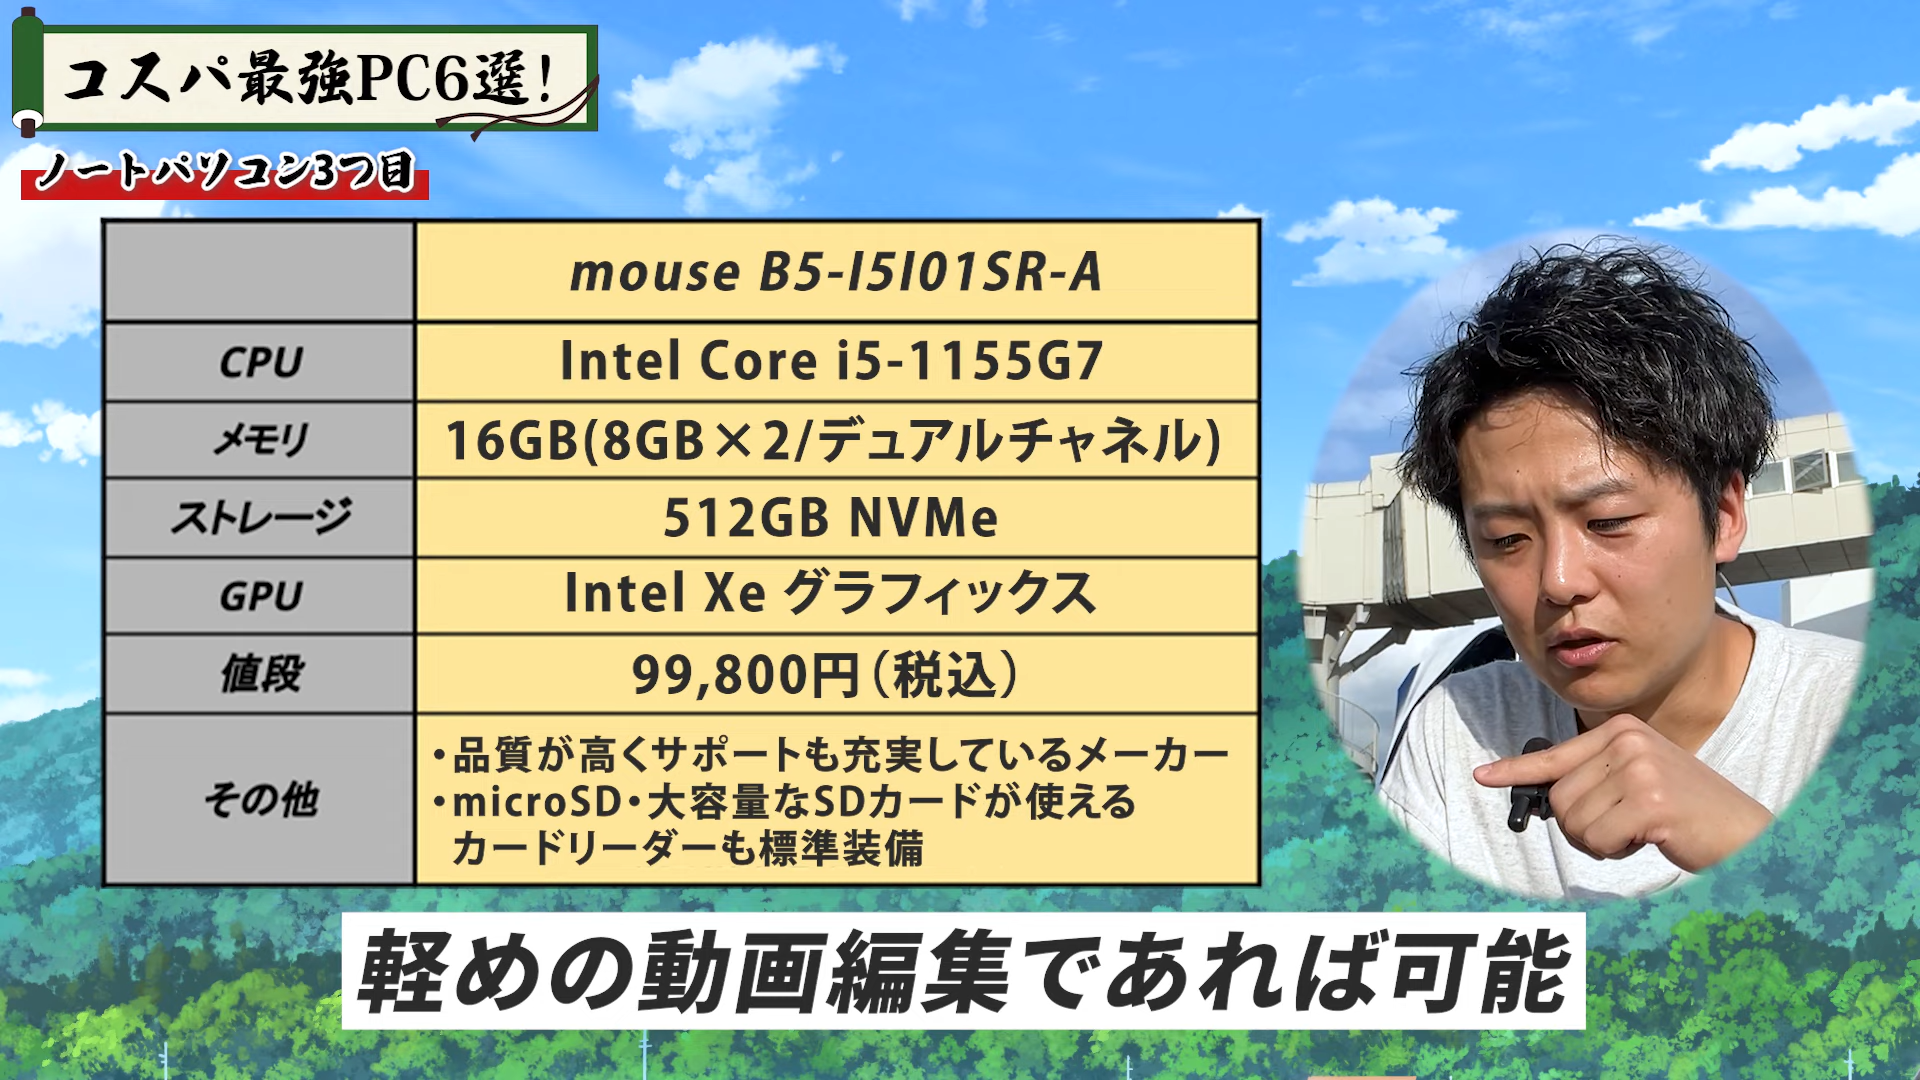 コスパ最強PC6選!
ノートパソコン3つ目
mouse B5-I5I01SR-A
CPU
Intel Core i5-1155G7
メモリ
16GB(8GB×2/デュアルチャネル)
ストレージ
512GB NVMe
GPU
Intel Xe グラフィックス
値段
99,800円(税込)
その他
・品質が高くサポートも充実しているメーカー
・microSD・大容量なSDカードが使える
カードリーダーも標準装備
軽めの動画編集であれば可能